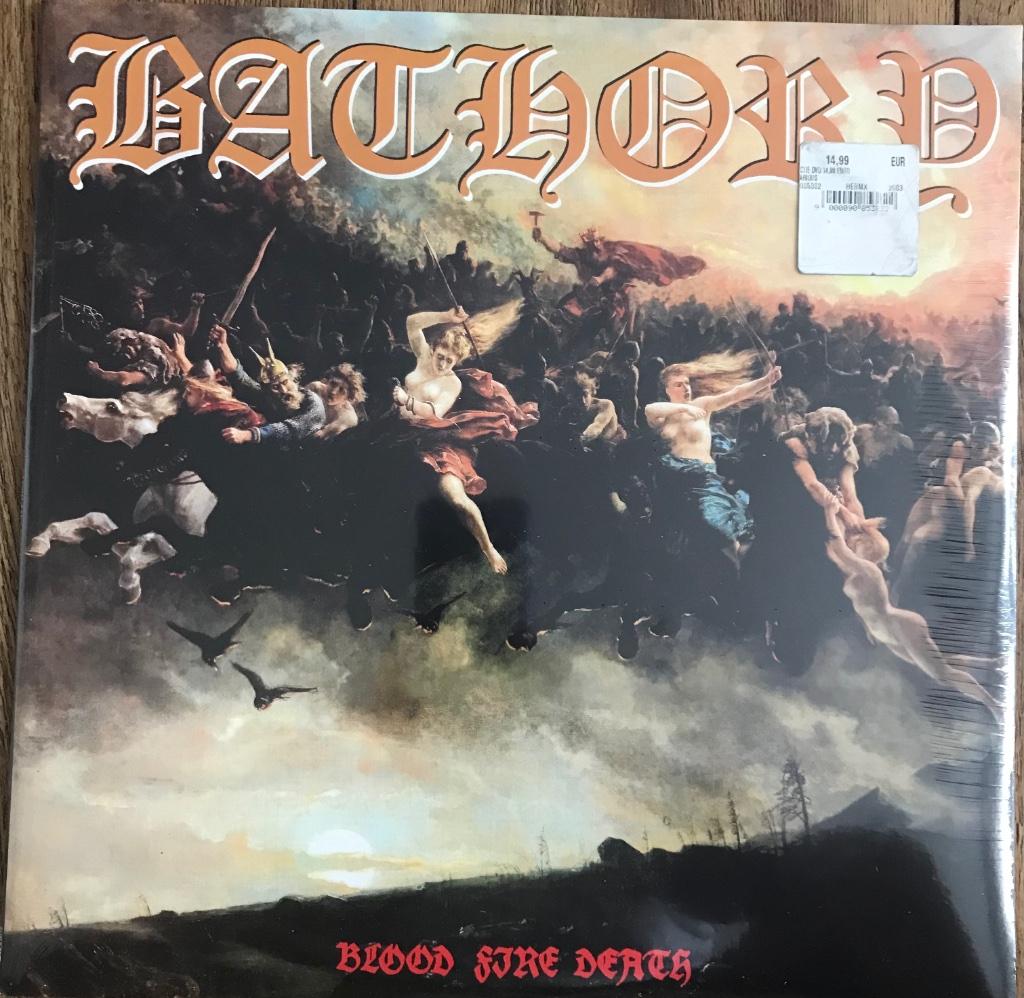 BATHORY
14,99 EUR
HERMX
BLOOD FIRE DEATH